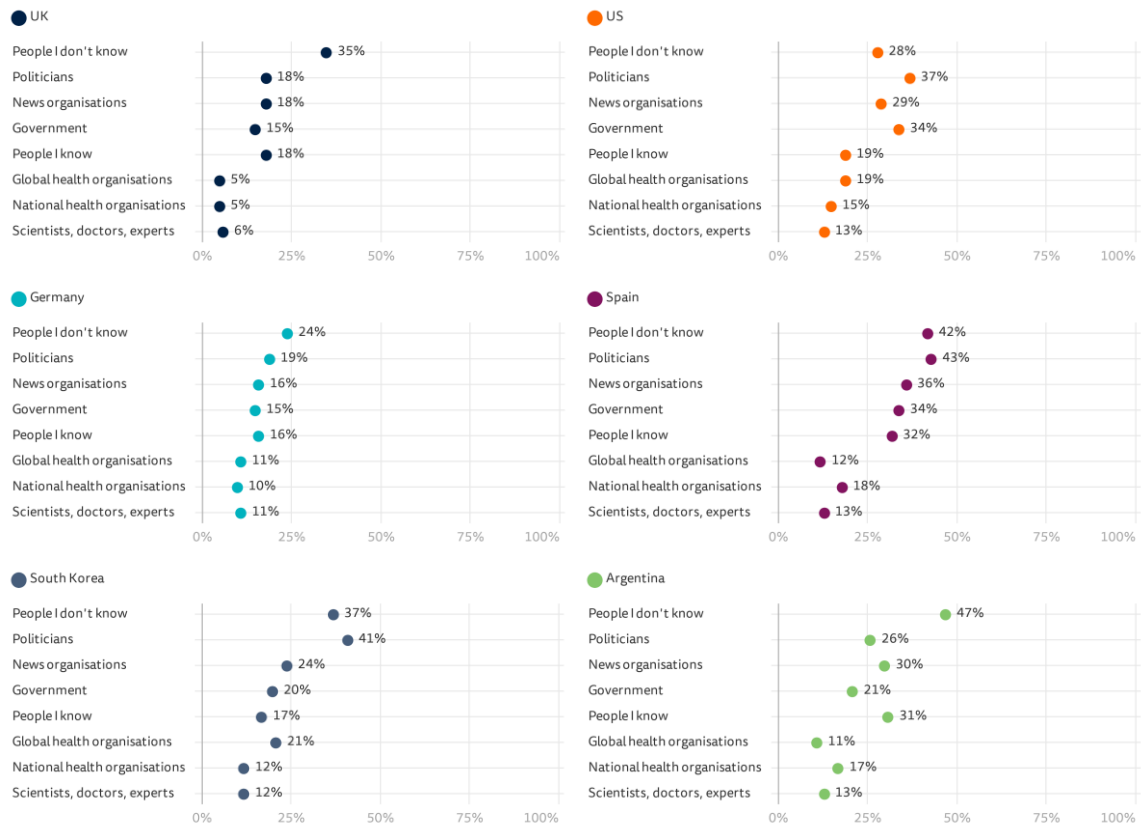 UK
People I don't know 35%
Politicians 18%
News organisations 18%
Government 15%
People I know 18%
Global health organisations 5%
National health organisations 5%
Scientists, doctors, experts 6%
0% 25% 50% 75% 100%
US
People I don't know 28%
Politicians 37%
News organisations 29%
Government 34%
People I know 19%
Global health organisations 19%
National health organisations 15%
Scientists, doctors, experts 13%
0% 25% 50% 75% 100%
Germany
People I don't know 24%
Politicians 19%
News organisations 16%
Government 15%
People I know 16%
Global health organisations 11%
National health organisations 10%
Scientists, doctors, experts 11%
0% 25% 50% 75% 100%
Spain
People I don't know 42%
Politicians 43%
News organisations 36%
Government 34%
People I know 32%
Global health organisations 12%
National health organisations 18%
Scientists, doctors, experts 13%
0% 25% 50% 75% 100%
South Korea
People I don't know 37%
Politicians 41%
News organisations 24%
Government 20%
People I know 17%
Global health organisations 21%
National health organisations 12%
Scientists, doctors, experts 12%
0% 25% 50% 75% 100%
Argentina
People I don't know 47%
Politicians 26%
News organisations 30%
Government 21%
People I know 31%
Global health organisations 11%
National health organisations 17%
Scientists, doctors, experts 13%
0% 25% 50% 75% 100%